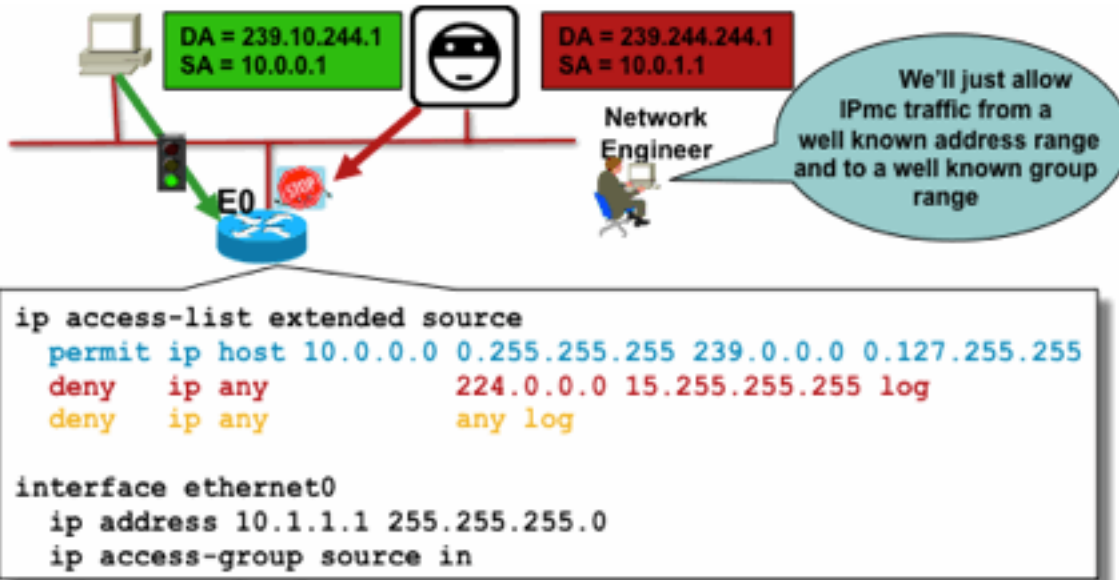 DA = 239.10.244.1
SA = 10.0.0.1
DA = 239.244.244.1
SA = 10.0.1.1
We'll just allow
IPmc traffic from a
well known address range
and to a well known group
range
Network
Engineer
STOP
E0
ip access-list extended source
permit ip host 10.0.0.0 0.255.255.255 239.0.0.0 0.127.255.255
deny ip any 224.0.0.0 15.255.255.255 log
deny ip any any log
interface ethernet0
ip address 10.1.1.1 255.255.255.0
ip access-group source in